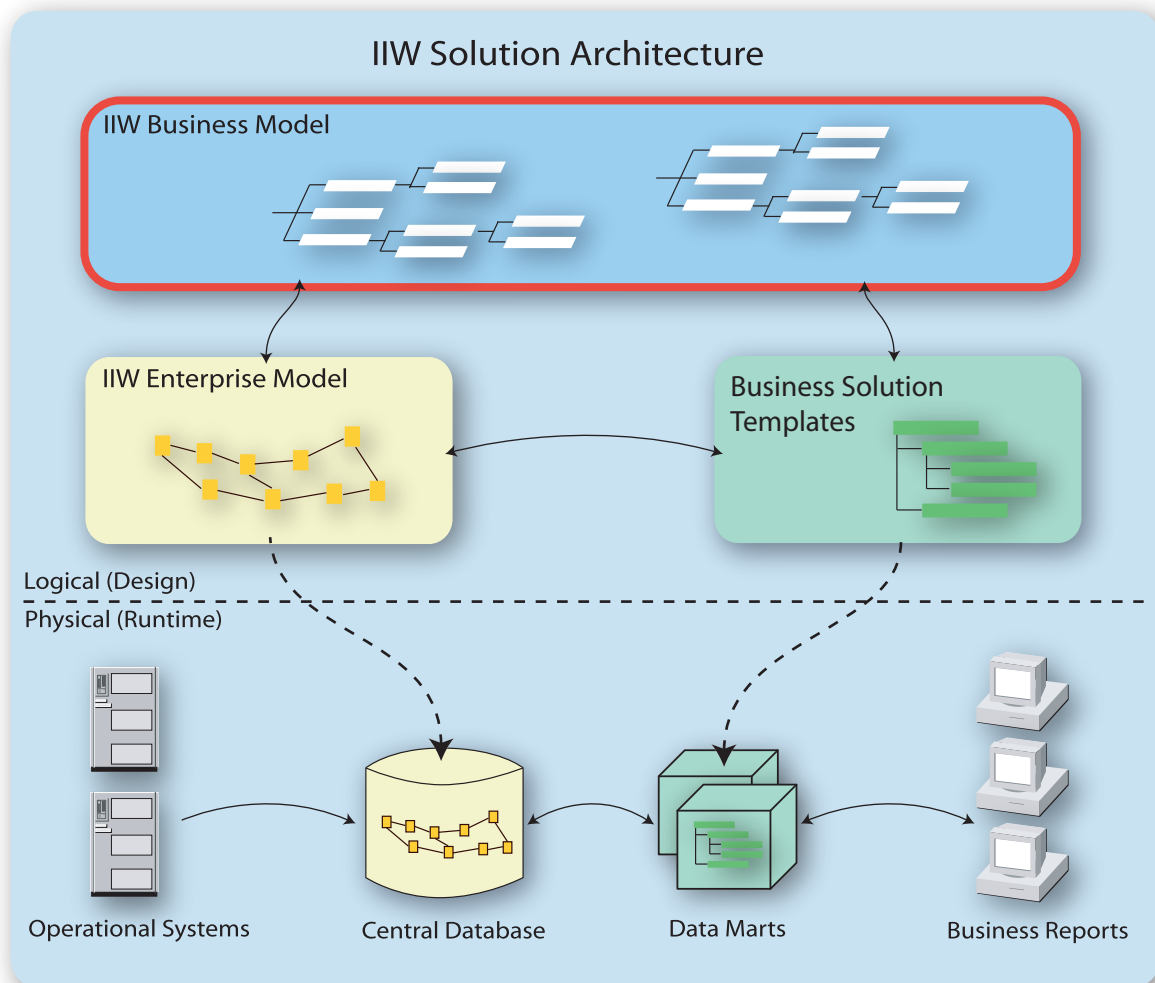 IIW Solution Architecture
IIW Business Model
IIW Enterprise Model
Business Solution
Templates
Logical (Design)
Physical (Runtime)
Operational Systems
Central Database
Data Marts
Business Reports